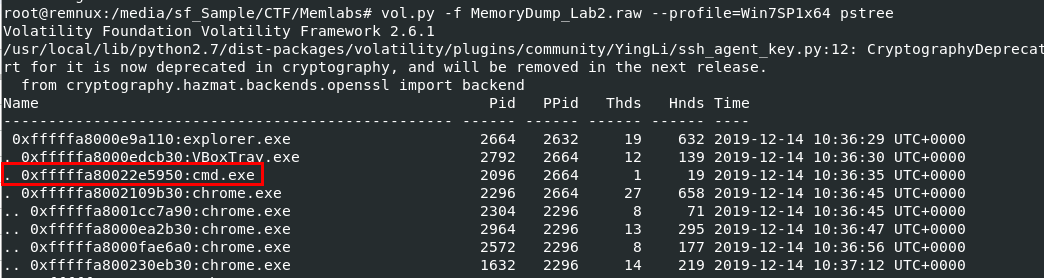 root@remnux:/media/sf_Sample/CTF/Memlabs# vol.py -f MemoryDump_Lab2.raw --profile=Win7SP1x64 pstree
Volatility Foundation Volatility Framework 2.6.1
/usr/local/lib/python2.7/dist-packages/volatility/plugins/community/YingLi/ssh_agent_key.py:12: CryptographyDeprecat
rt for it is now deprecated in cryptography, and will be removed in the next release.
  from cryptography.hazmat.backends.openssl import backend
Name                                                  Pid   PPid   Thds   Hnds Time
-------------------------------------------------- ------ ------ ------ ------ ----
 0xfffffa8000e9a110:explorer.exe                     2664   2632     19    632 2019-12-14 10:36:29 UTC+0000
. 0xfffffa8000edcb30:VBoxTray.exe                    2792   2664     12    139 2019-12-14 10:36:30 UTC+0000
. 0xfffffa80022e5950:cmd.exe                         2096   2664      1     19 2019-12-14 10:36:35 UTC+0000
. 0xfffffa8002109b30:chrome.exe                      2296   2664     27    658 2019-12-14 10:36:45 UTC+0000
.. 0xfffffa8001cc7a90:chrome.exe                     2304   2296      8     71 2019-12-14 10:36:45 UTC+0000
.. 0xfffffa8000ea2b30:chrome.exe                     2964   2296     13    295 2019-12-14 10:36:47 UTC+0000
.. 0xfffffa8000fae6a0:chrome.exe                     2572   2296      8    177 2019-12-14 10:36:56 UTC+0000
.. 0xfffffa800230eb30:chrome.exe                     1632   2296     14    219 2019-12-14 10:37:12 UTC+0000